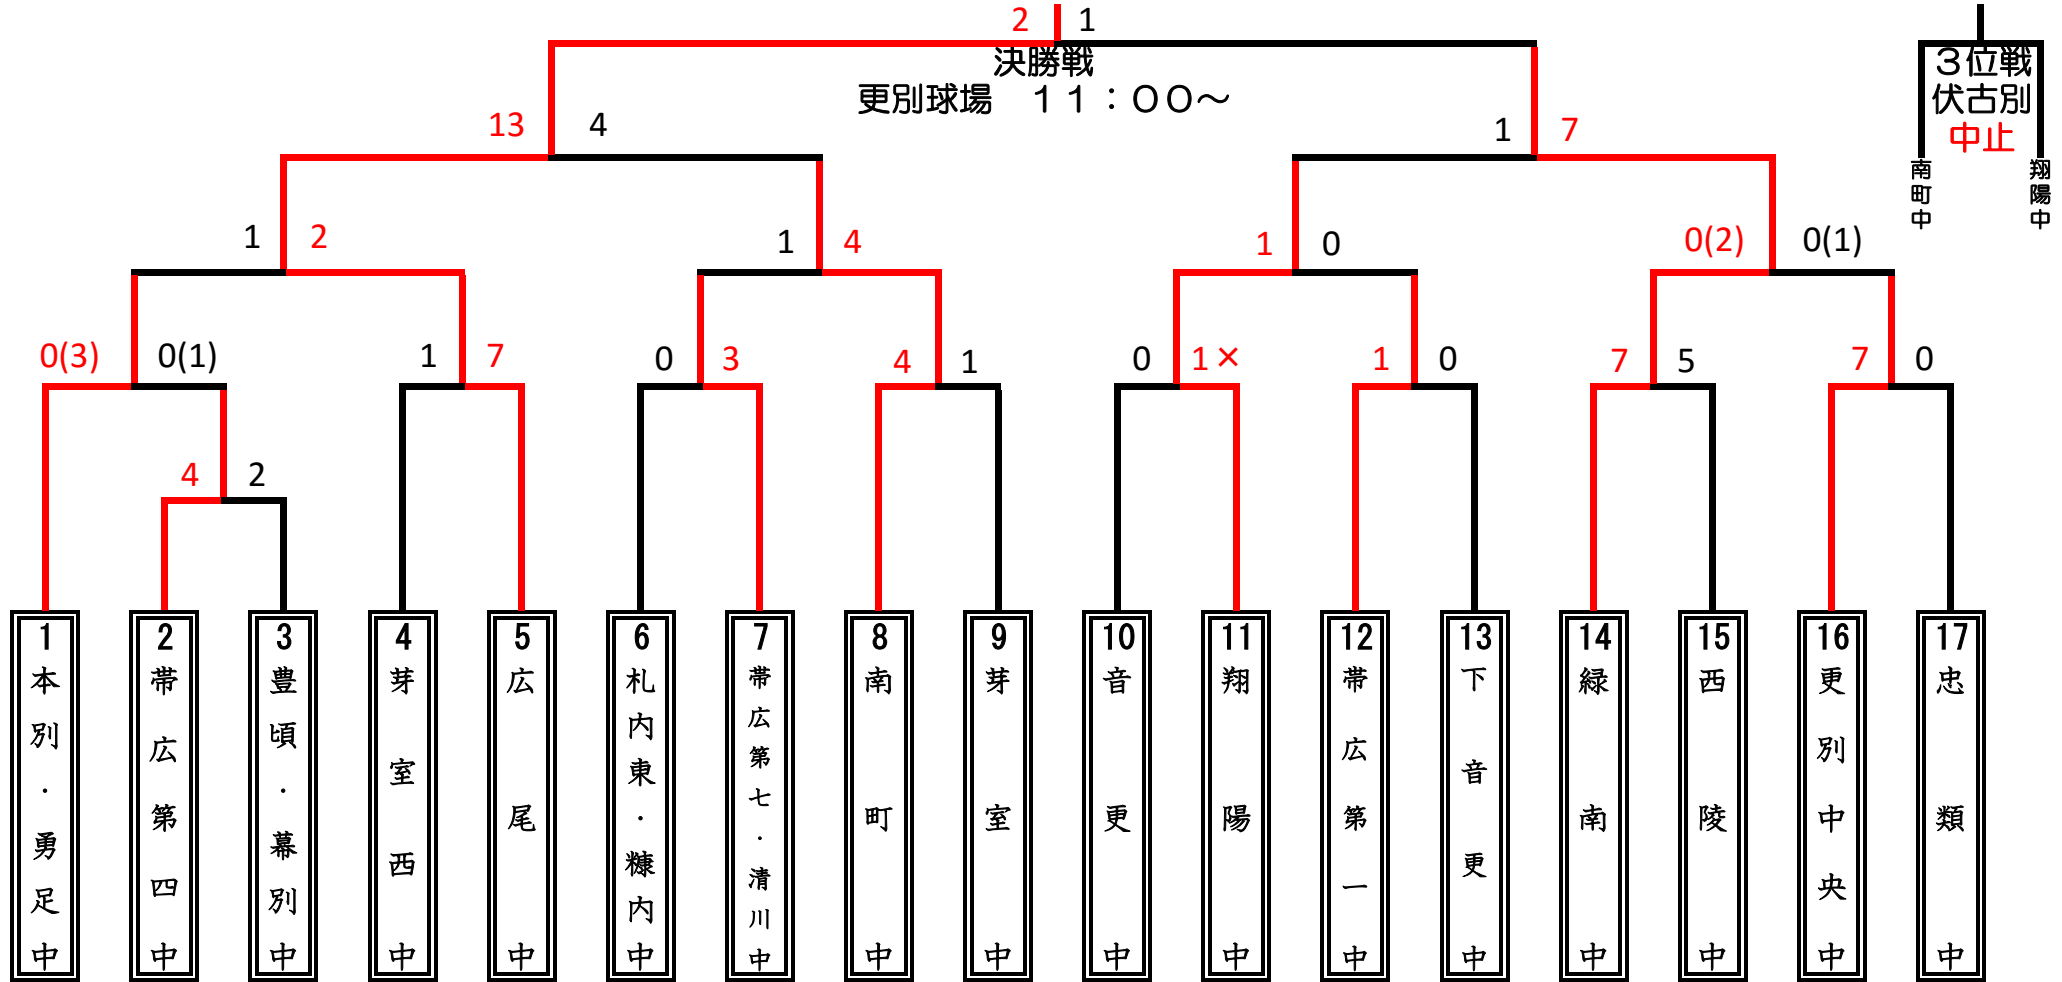 2 1
決勝戦
更別球場　１１：００～
３位戦
伏古別
中止
南町中
翔陽中
13 4
1 7
1 2
1 4
1 0
0(2) 0(1)
0(3) 0(1)
1 7
0 3
4 1
0 1×
1 0
7 5
7 0
4 2
1 本別・勇足中
2 帯広第四中
3 豊頃・幕別中
4 芽室西中
5 広尾中
6 札内東・糠内中
7 帯広第七・清川中
8 南町中
9 芽室中
10 音更中
11 翔陽中
12 帯広第一中
13 下音更中
14 緑南中
15 西陵中
16 更別中央中
17 忠類中